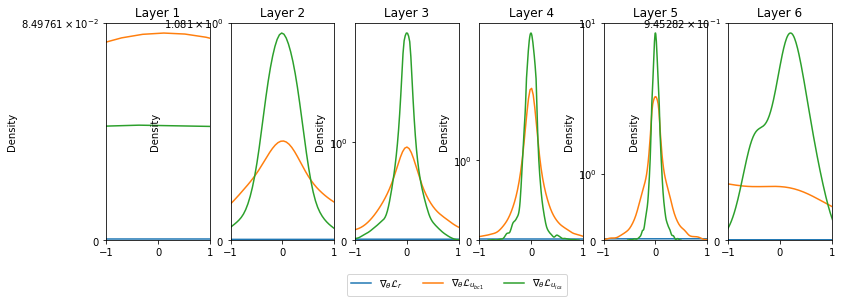 Layer 1 Layer 2 Layer 3 Layer 4 Layer 5 Layer 6
8.49761 × 10⁻² 1.081 × 10⁰ 10¹ 9.45282 × 10⁻¹
Density Density Density Density Density Density
10⁰ 10⁰ 10⁰
0 0 0 0 0 0
−1 0 1 −1 0 1 −1 0 1 −1 0 1 −1 0 1 −1 0 1
∇θℒr ∇θℒu_bc1 ∇θℒu_ics